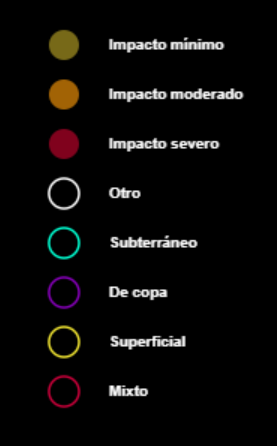 Impacto mínimo
Impacto moderado
Impacto severo
Otro
Subterráneo
De copa
Superficial
Mixto